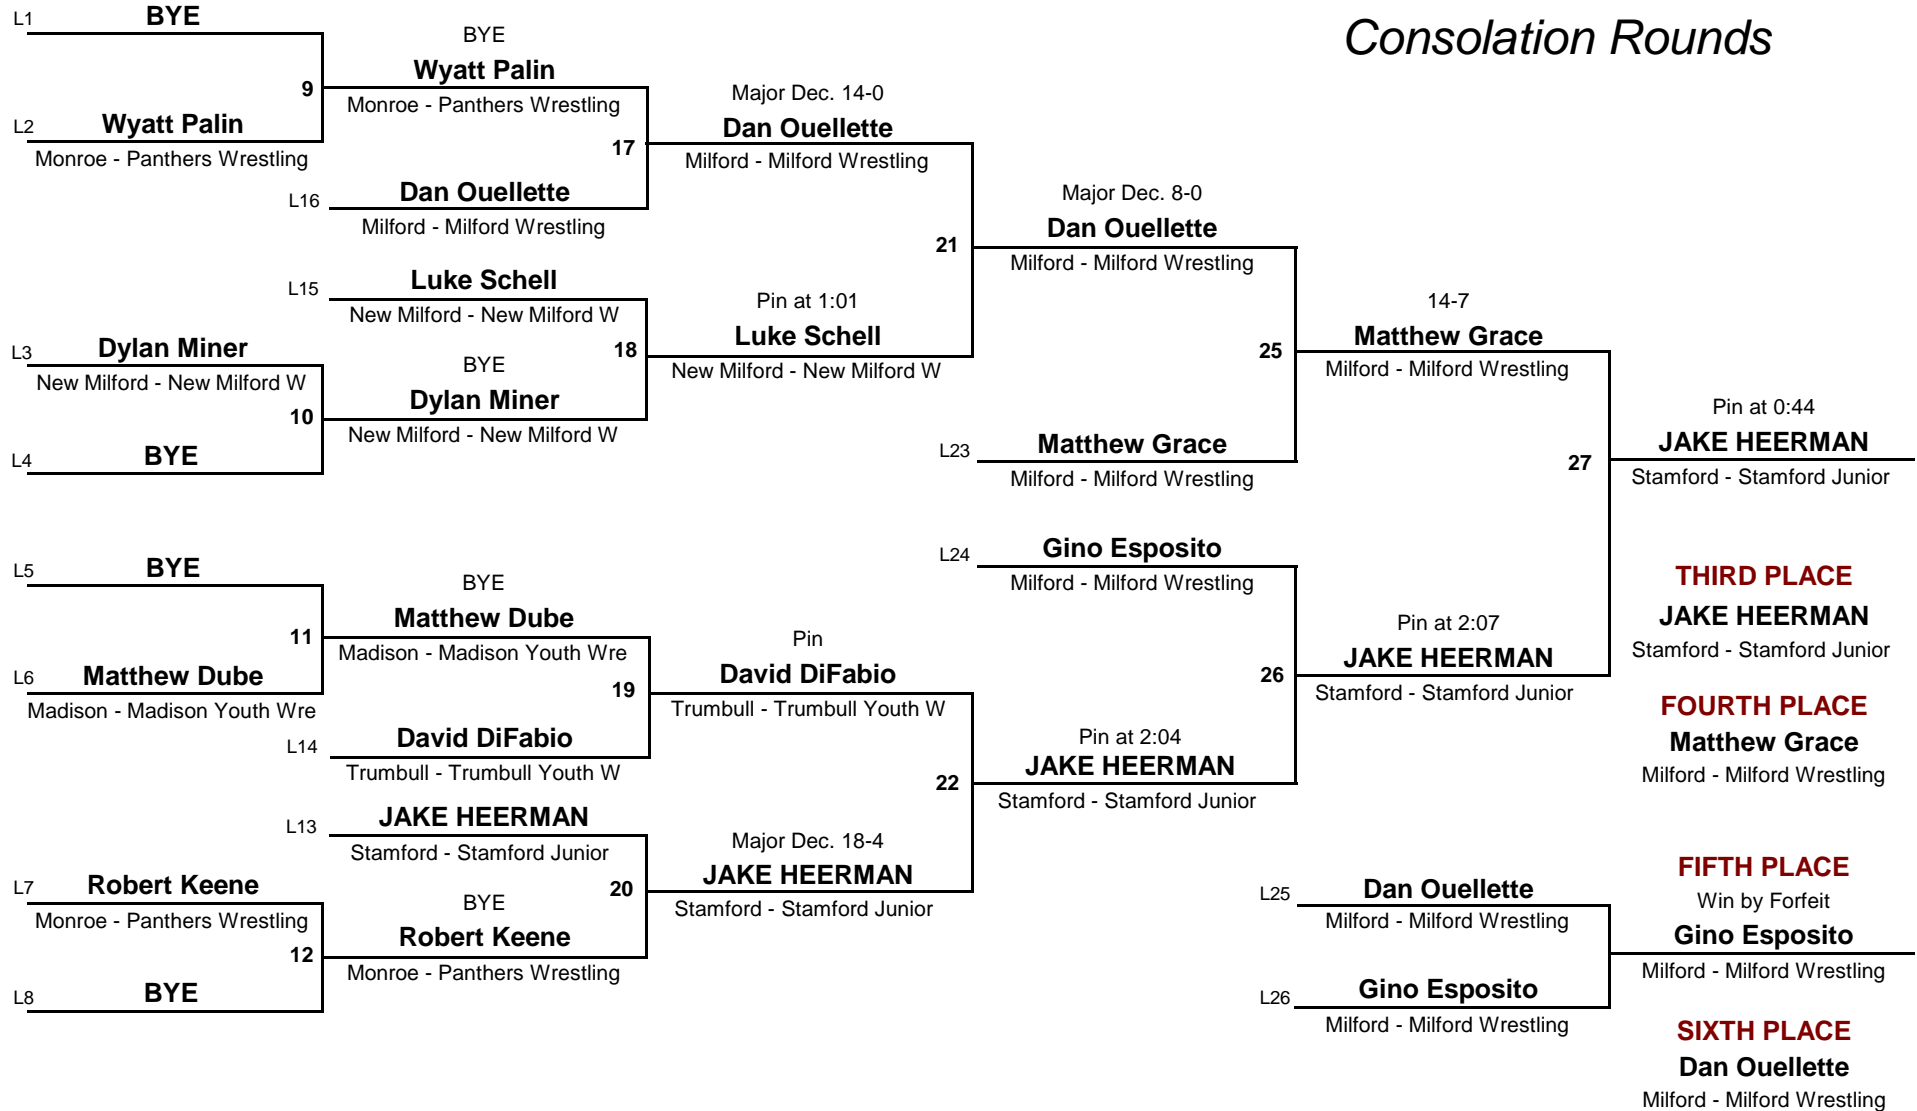 Consolation Rounds
L1
BYE
9
L2
Wyatt Palin
Monroe - Panthers Wrestling
L3
Dylan Miner
New Milford - New Milford W
10
L4
BYE
L5
BYE
11
L6
Matthew Dube
Madison - Madison Youth Wre
L7
Robert Keene
Monroe - Panthers Wrestling
12
L8
BYE
BYE
Wyatt Palin
Monroe - Panthers Wrestling
17
L16
Dan Ouellette
Milford - Milford Wrestling
L15
Luke Schell
New Milford - New Milford W
18
BYE
Dylan Miner
New Milford - New Milford W
BYE
Matthew Dube
Madison - Madison Youth Wre
19
L14
David DiFabio
Trumbull - Trumbull Youth W
L13
JAKE HEERMAN
Stamford - Stamford Junior
20
BYE
Robert Keene
Monroe - Panthers Wrestling
Major Dec. 14-0
Dan Ouellette
Milford - Milford Wrestling
21
Pin at 1:01
Luke Schell
New Milford - New Milford W
Pin
David DiFabio
Trumbull - Trumbull Youth W
22
Major Dec. 18-4
JAKE HEERMAN
Stamford - Stamford Junior
Major Dec. 8-0
Dan Ouellette
Milford - Milford Wrestling
25
L23
Matthew Grace
Milford - Milford Wrestling
L24
Gino Esposito
Milford - Milford Wrestling
26
Pin at 2:04
JAKE HEERMAN
Stamford - Stamford Junior
14-7
Matthew Grace
Milford - Milford Wrestling
27
Pin at 2:07
JAKE HEERMAN
Stamford - Stamford Junior
Pin at 0:44
JAKE HEERMAN
Stamford - Stamford Junior
THIRD PLACE
JAKE HEERMAN
Stamford - Stamford Junior
FOURTH PLACE
Matthew Grace
Milford - Milford Wrestling
L25
Dan Ouellette
Milford - Milford Wrestling
L26
Gino Esposito
Milford - Milford Wrestling
FIFTH PLACE
Win by Forfeit
Gino Esposito
Milford - Milford Wrestling
SIXTH PLACE
Dan Ouellette
Milford - Milford Wrestling